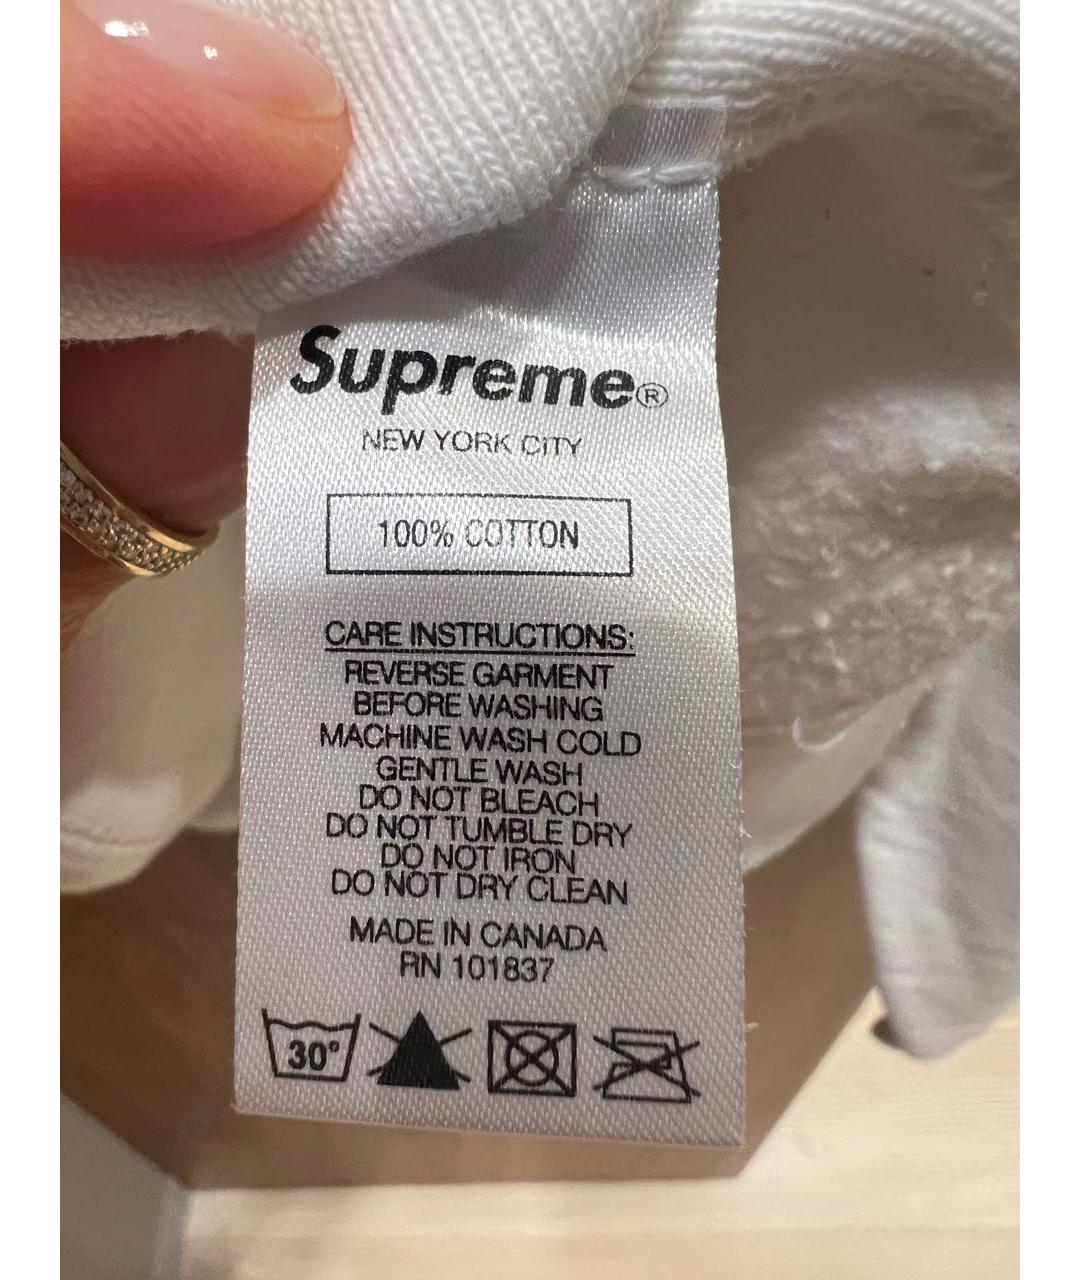 Supreme®
NEW YORK CITY
100% COTTON
CARE INSTRUCTIONS:
REVERSE GARMENT
BEFORE WASHING
MACHINE WASH COLD
GENTLE WASH
DO NOT BLEACH
DO NOT TUMBLE DRY
DO NOT IRON
DO NOT DRY CLEAN
MADE IN CANADA
RN 101837
30°